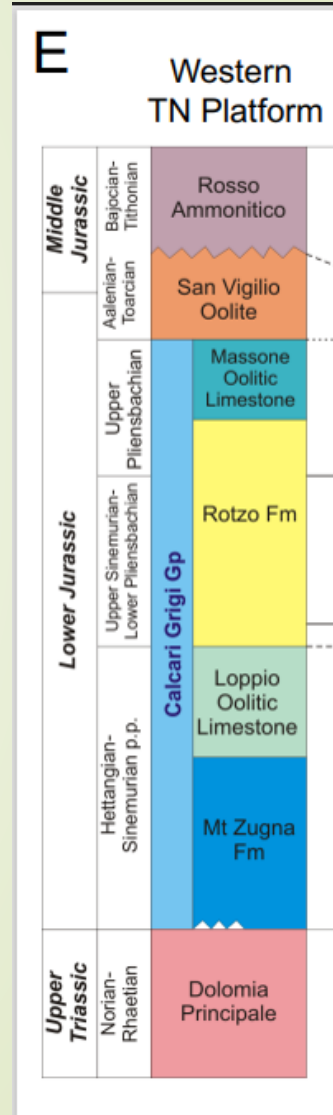 E
Western
TN Platform
Middle
Jurassic
Bajocian-
Tithonian
Rosso
Ammonitico
Aalenian-
Toarcian
San Vigilio
Oolite
Lower Jurassic
Upper
Pliensbachian
Calcari Grigi Gp
Massone
Oolitic
Limestone
Upper Sinemurian-
Lower Pliensbachian
Rotzo Fm
Hettangian-
Sinemurian p.p.
Loppio
Oolitic
Limestone
Mt Zugna
Fm
Upper
Triassic
Norian-
Rhaetian
Dolomia
Principale